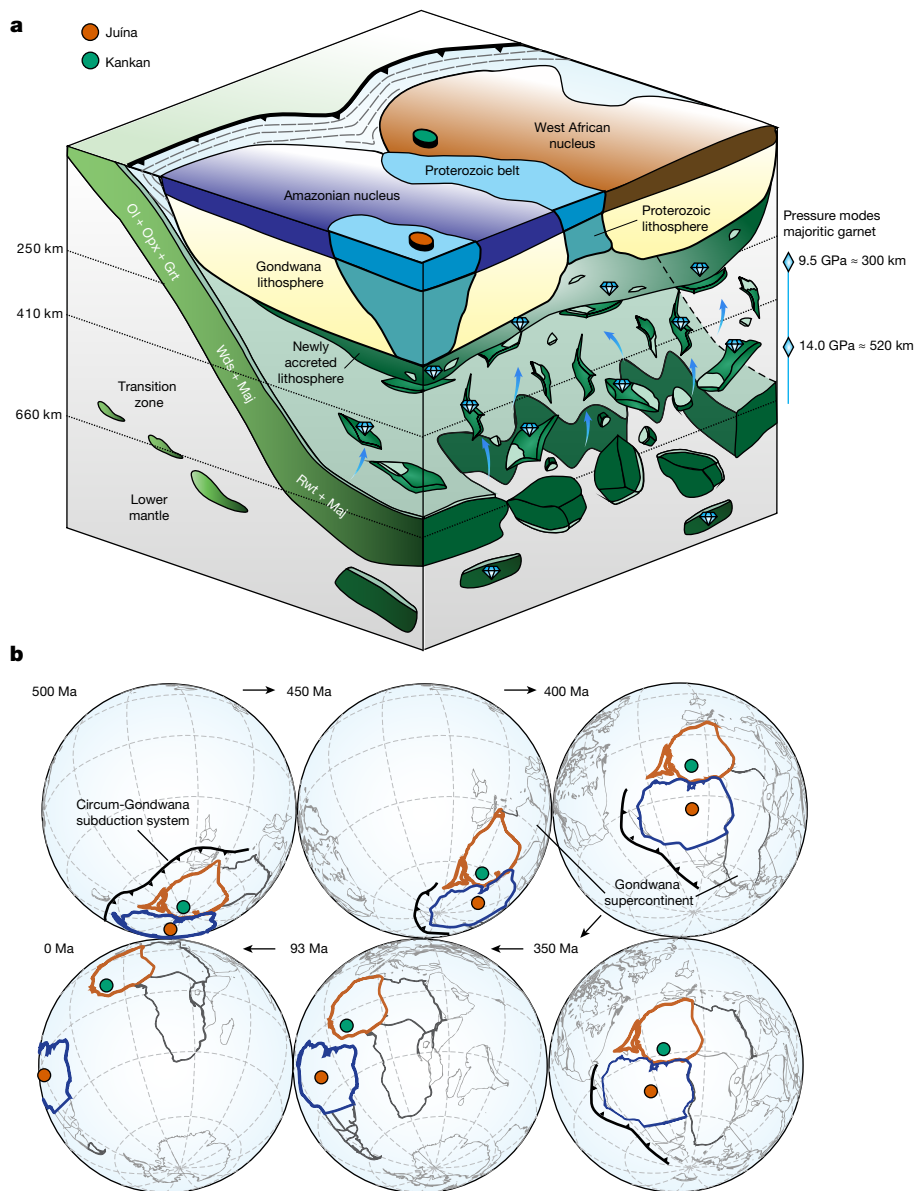 a
Juína
Kankan
West African
nucleus
Proterozoic belt
Amazonian nucleus
Proterozoic
lithosphere
Pressure modes
majoritic garnet
Ol + Opx + Grt
250 km
9.5 GPa ≈ 300 km
Gondwana
lithosphere
410 km
14.0 GPa ≈ 520 km
Newly
accreted
lithosphere
Wds + Maj
Transition
zone
660 km
Rwt + Maj
Lower
mantle
b
500 Ma
450 Ma
400 Ma
Circum-Gondwana
subduction system
Gondwana
supercontinent
0 Ma
93 Ma
350 Ma